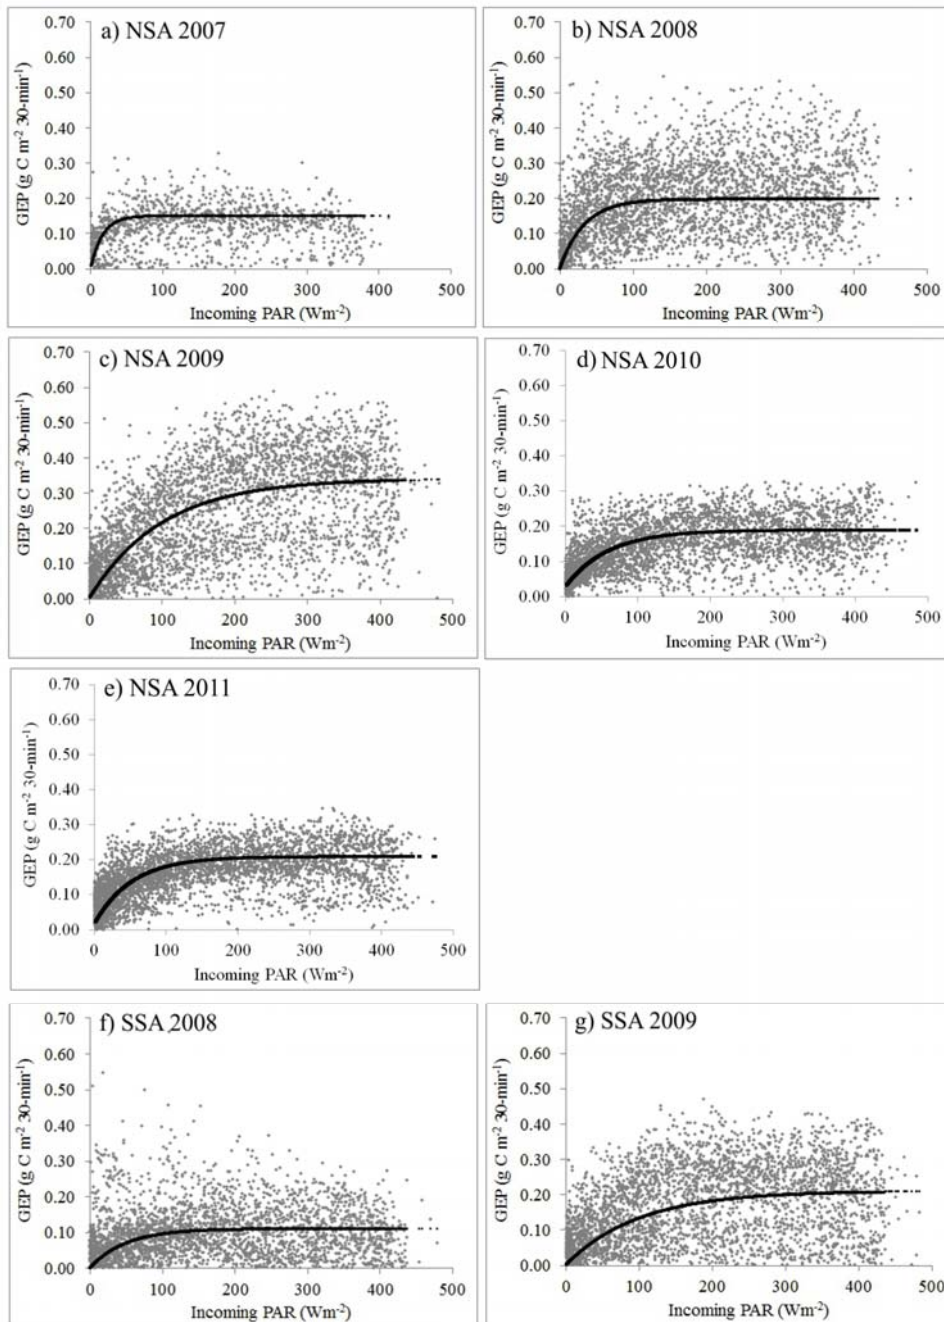 a) NSA 2007
GEP (g C m-2 30-min-1)
0.70
0.60
0.50
0.40
0.30
0.20
0.10
0.00
0 100 200 300 400 500
Incoming PAR (Wm-2)
b) NSA 2008
GEP (g C m-2 30-min-1)
0.70
0.60
0.50
0.40
0.30
0.20
0.10
0.00
0 100 200 300 400 500
Incoming PAR (Wm-2)
c) NSA 2009
GEP (g C m-2 30-min-1)
0.70
0.60
0.50
0.40
0.30
0.20
0.10
0.00
0 100 200 300 400 500
Incoming PAR (Wm-2)
d) NSA 2010
GEP (g C m-2 30-min-1)
0.70
0.60
0.50
0.40
0.30
0.20
0.10
0.00
0 100 200 300 400 500
Incoming PAR (Wm-2)
e) NSA 2011
GEP (g C m-2 30-min-1)
0.70
0.60
0.50
0.40
0.30
0.20
0.10
0.00
0 100 200 300 400 500
Incoming PAR (Wm-2)
f) SSA 2008
GEP (g C m-2 30-min-1)
0.70
0.60
0.50
0.40
0.30
0.20
0.10
0.00
0 100 200 300 400 500
Incoming PAR (Wm-2)
g) SSA 2009
GEP (g C m-2 30-min-1)
0.70
0.60
0.50
0.40
0.30
0.20
0.10
0.00
0 100 200 300 400 500
Incoming PAR (Wm-2)